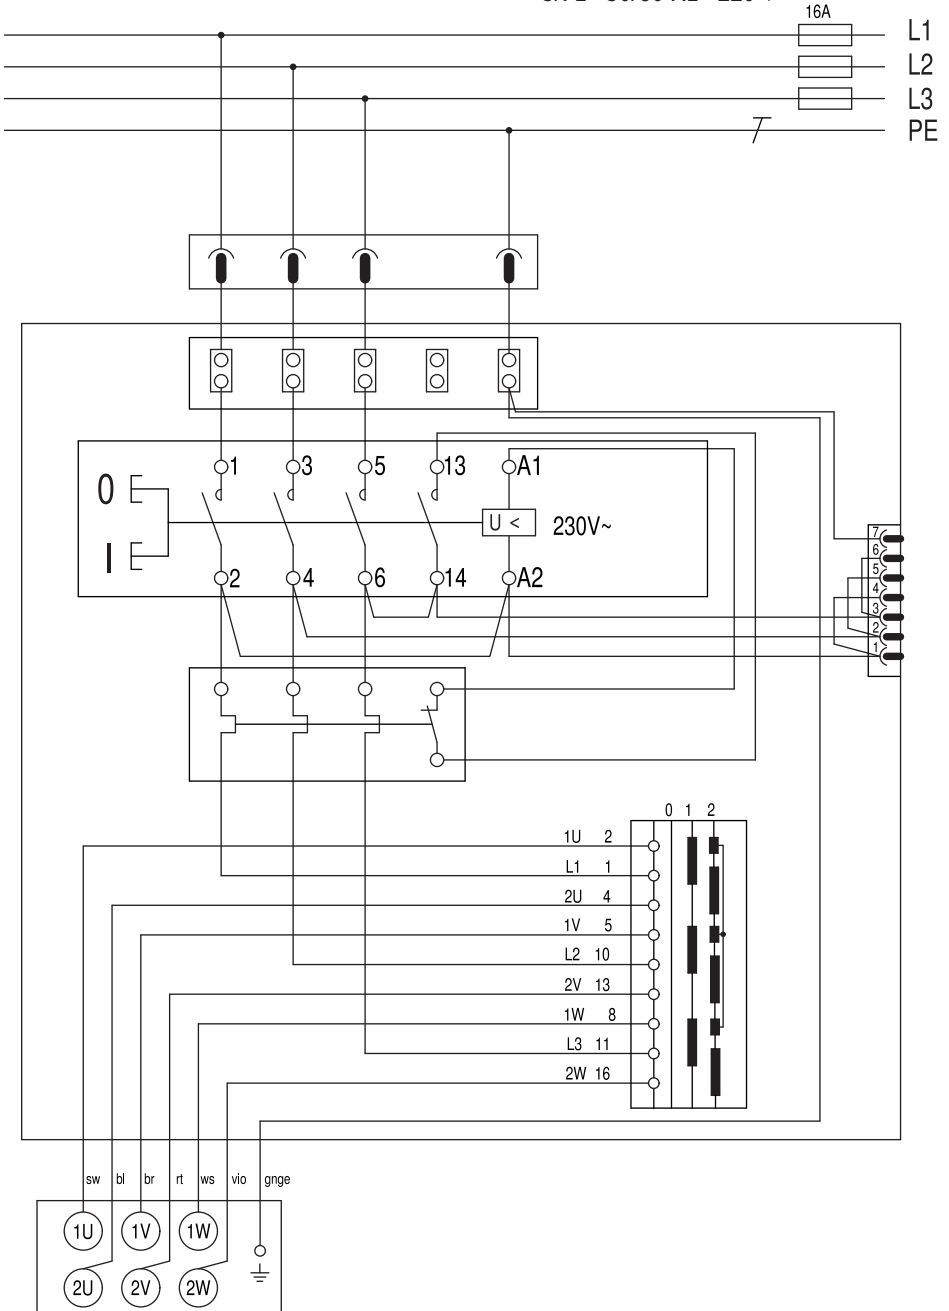 16A
L1
L2
L3
PE
1 3 5 13 A1
0
U < 230V~
I
2 4 6 14 A2
7
6
5
4
3
2
1
0 1 2
1U 2
L1 1
2U 4
1V 5
L2 10
2V 13
1W 8
L3 11
2W 16
sw bl br rt ws vio gnge
1U 1V 1W
2U 2V 2W